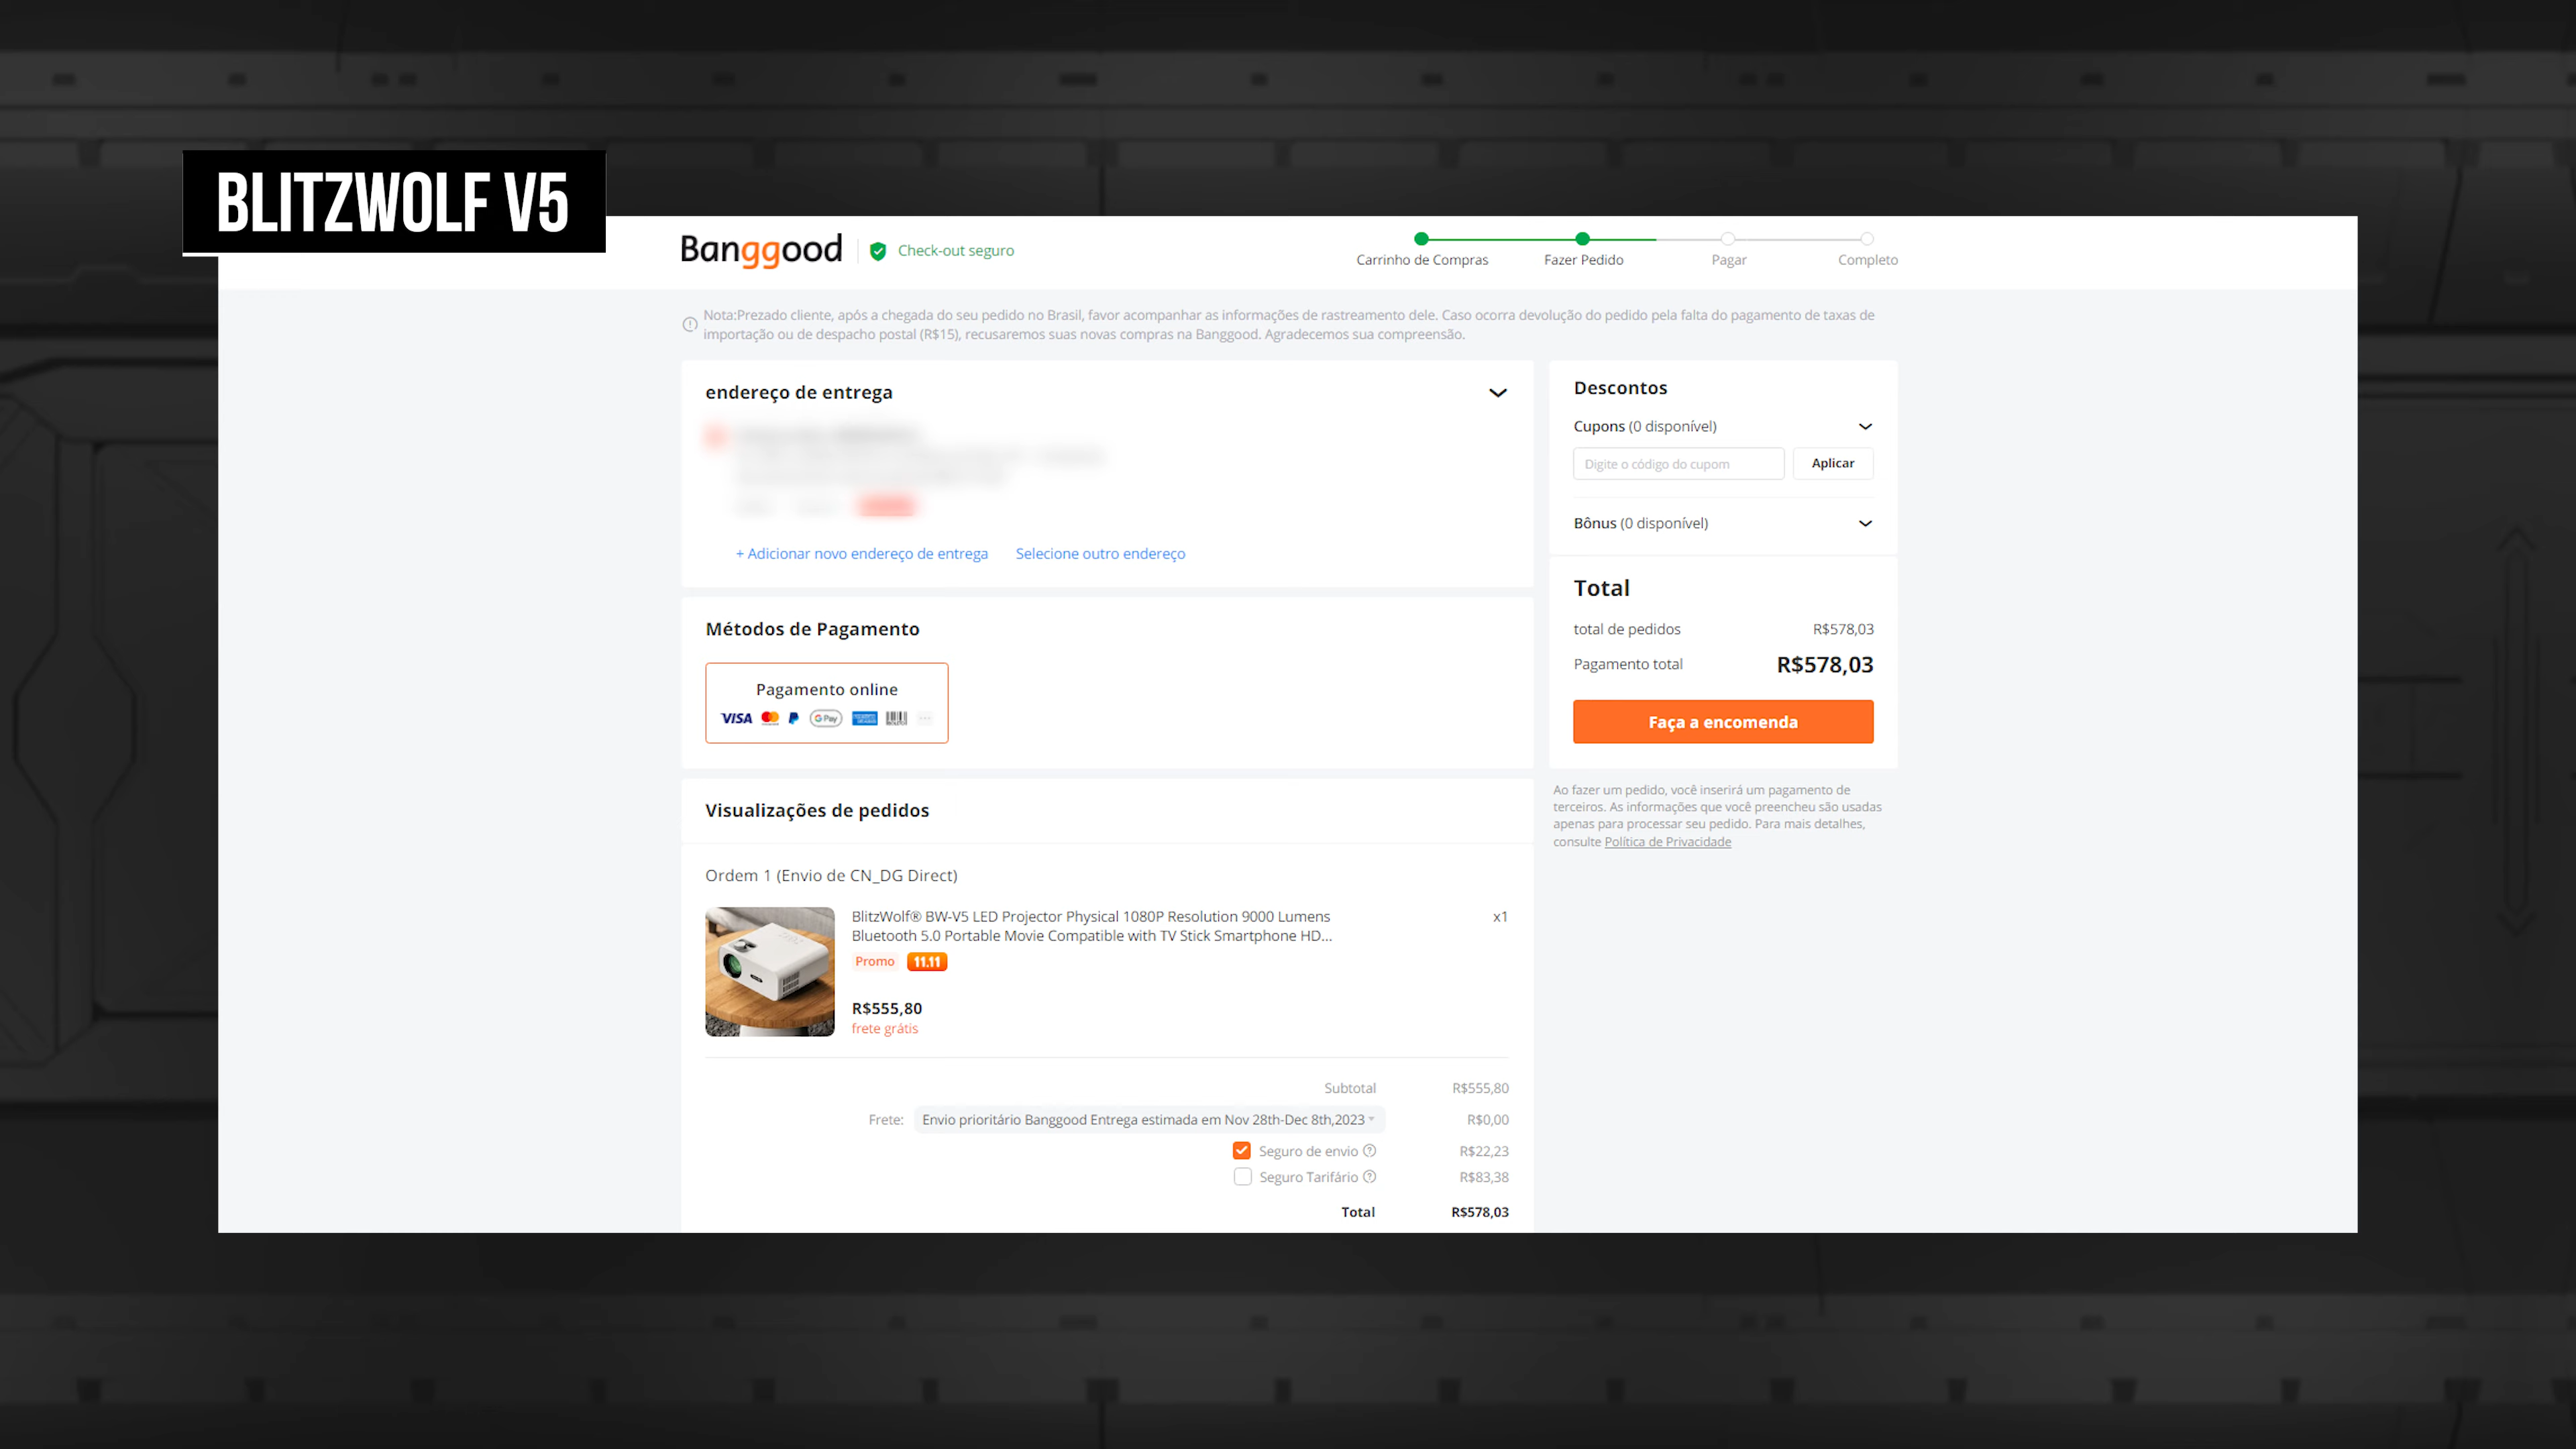 BLITZWOLF V5
Banggood
Check-out seguro
Carrinho de Compras
Fazer Pedido
Pagar
Completo
Nota:Prezado cliente, após a chegada do seu pedido no Brasil, favor acompanhar as informações de rastreamento dele. Caso ocorra devolução do pedido pela falta do pagamento de taxas de
importação ou de despacho postal (R$15), recusaremos suas novas compras na Banggood. Agradecemos sua compreensão.
endereço de entrega
+ Adicionar novo endereço de entrega
Selecione outro endereço
Métodos de Pagamento
Pagamento online
VISA
G Pay
Visualizações de pedidos
Ordem 1 (Envio de CN_DG Direct)
BlitzWolf® BW-V5 LED Projector Physical 1080P Resolution 9000 Lumens
Bluetooth 5.0 Portable Movie Compatible with TV Stick Smartphone HD...
x1
Promo
11.11
R$555,80
frete grátis
Subtotal R$555,80
Frete: Envio prioritário Banggood Entrega estimada em Nov 28th-Dec 8th,2023 R$0,00
Seguro de envio R$22,23
Seguro Tarifário R$83,38
Total R$578,03
Descontos
Cupons (0 disponível)
Digite o código do cupom
Aplicar
Bônus (0 disponível)
Total
total de pedidos R$578,03
Pagamento total R$578,03
Faça a encomenda
Ao fazer um pedido, você inserirá um pagamento de
terceiros. As informações que você preencheu são usadas
apenas para processar seu pedido. Para mais detalhes,
consulte Política de Privacidade